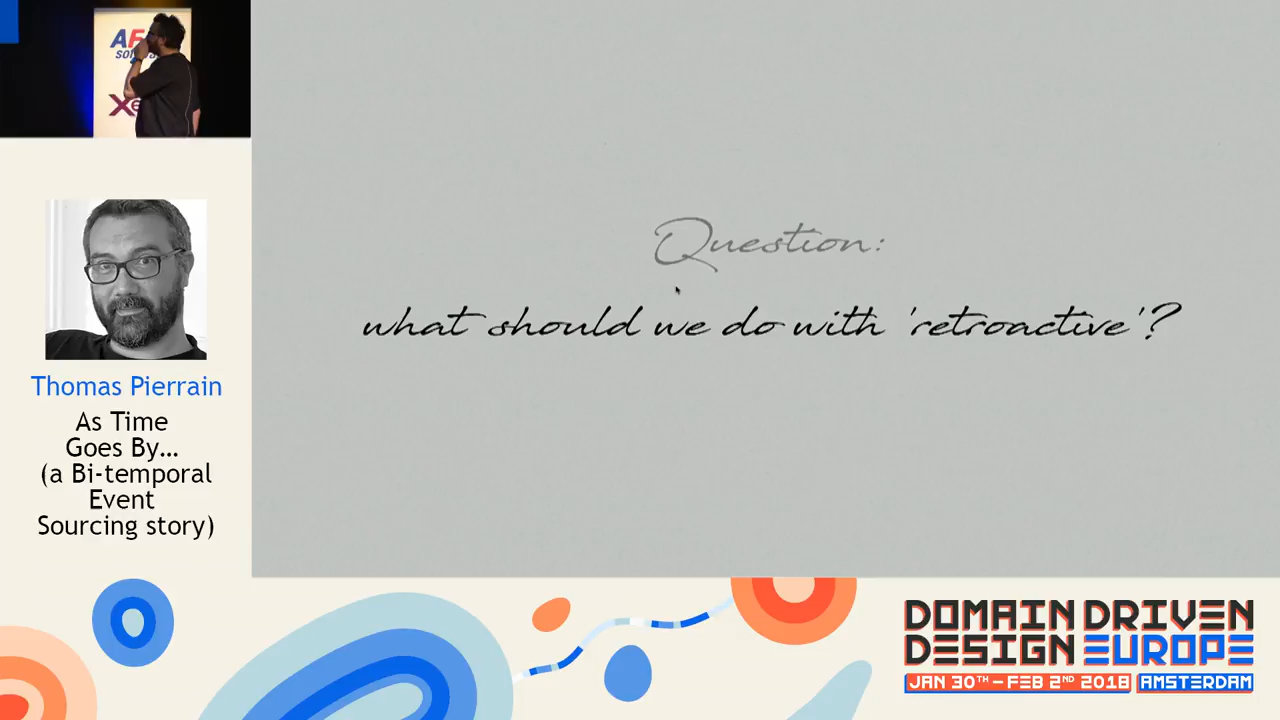 Question:
what should we do with 'retroactive'?
Thomas Pierrain
As Time
Goes By...
(a Bi-temporal
Event
Sourcing story)
DOMAIN DRIVEN
DESIGN EUROPE
JAN 30TH – FEB 2ND 2018 AMSTERDAM